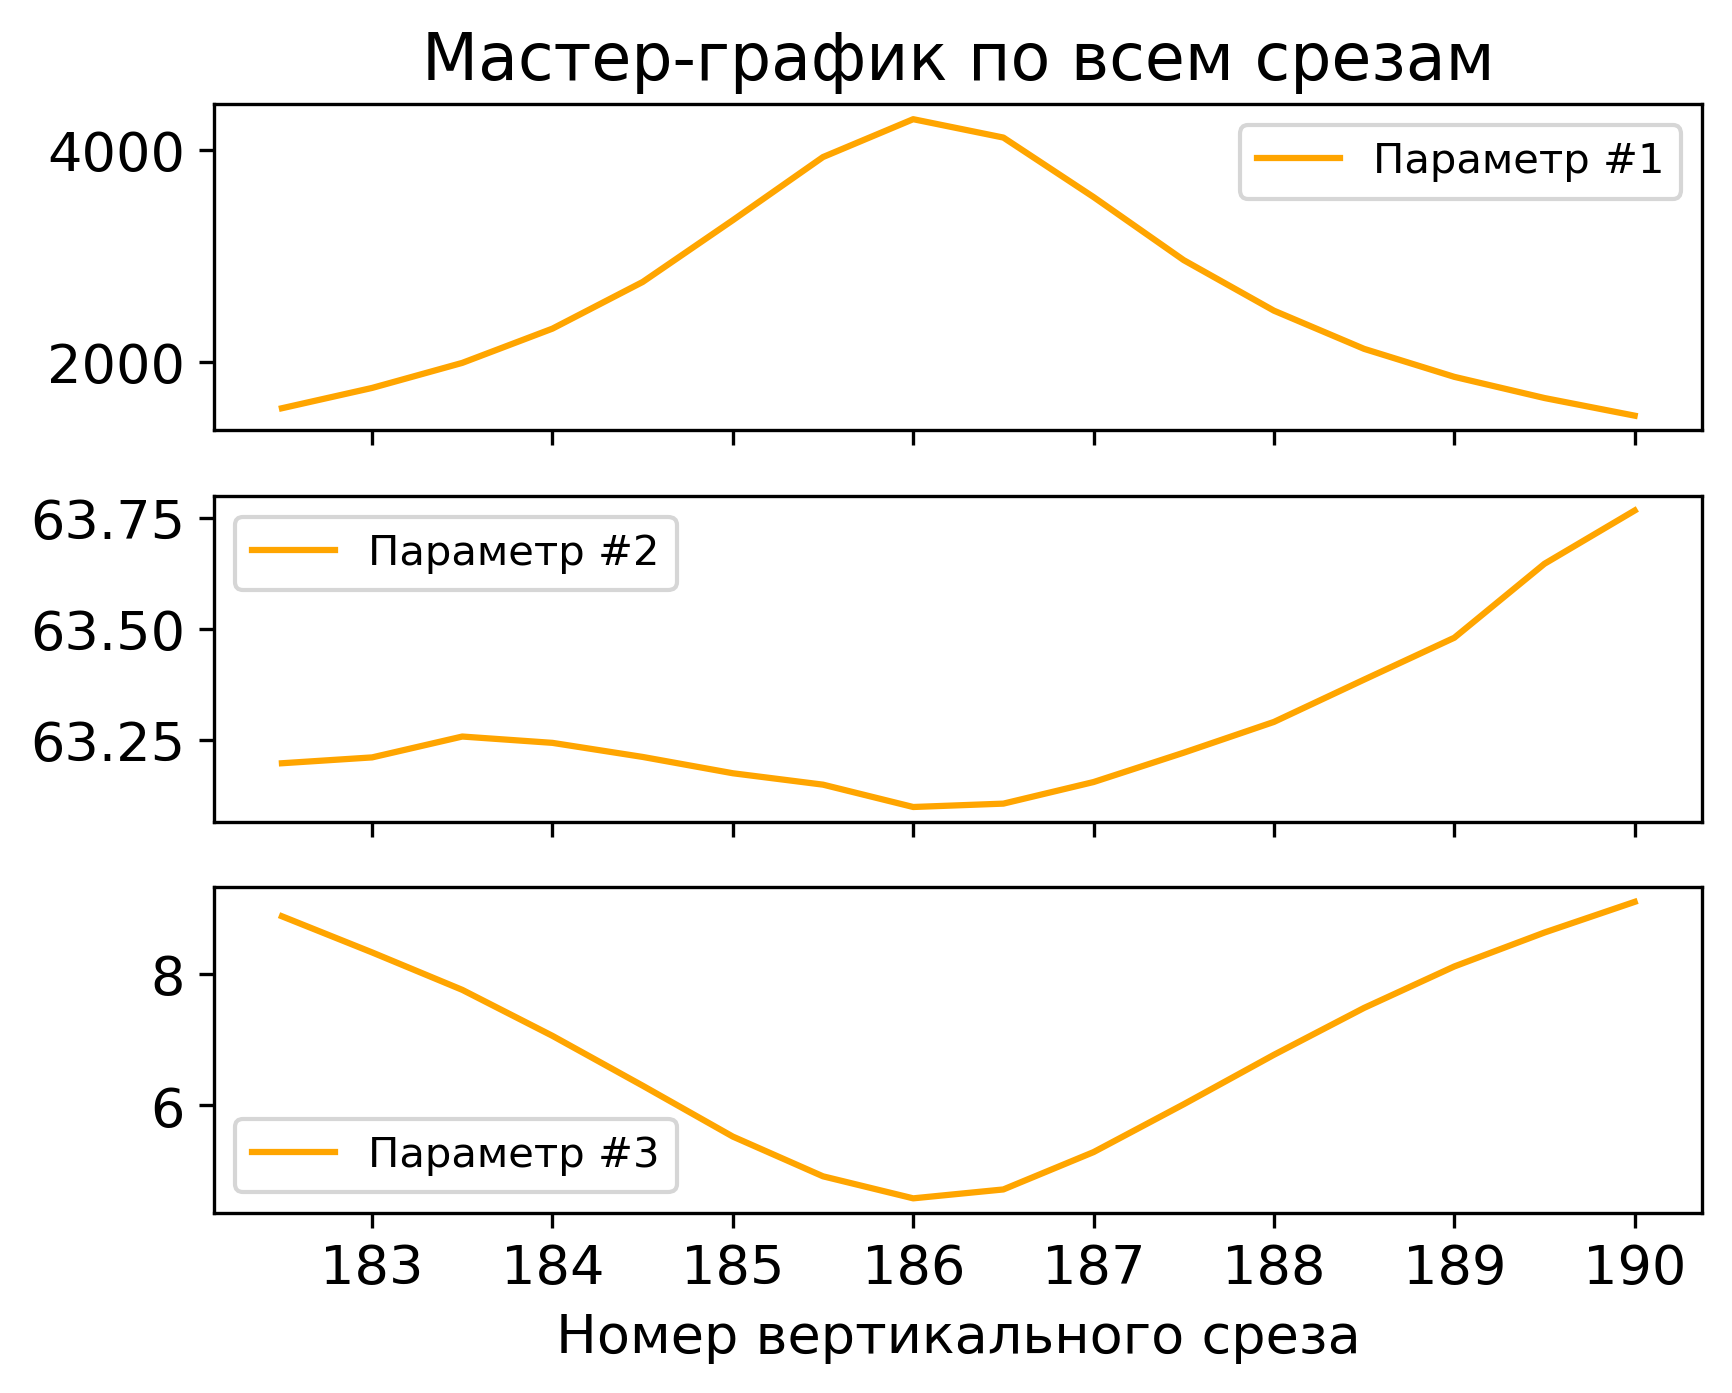 Мастер-график по всем срезам
4000
2000
Параметр #1
63.75
63.50
63.25
Параметр #2
8
6
Параметр #3
183 184 185 186 187 188 189 190
Номер вертикального среза